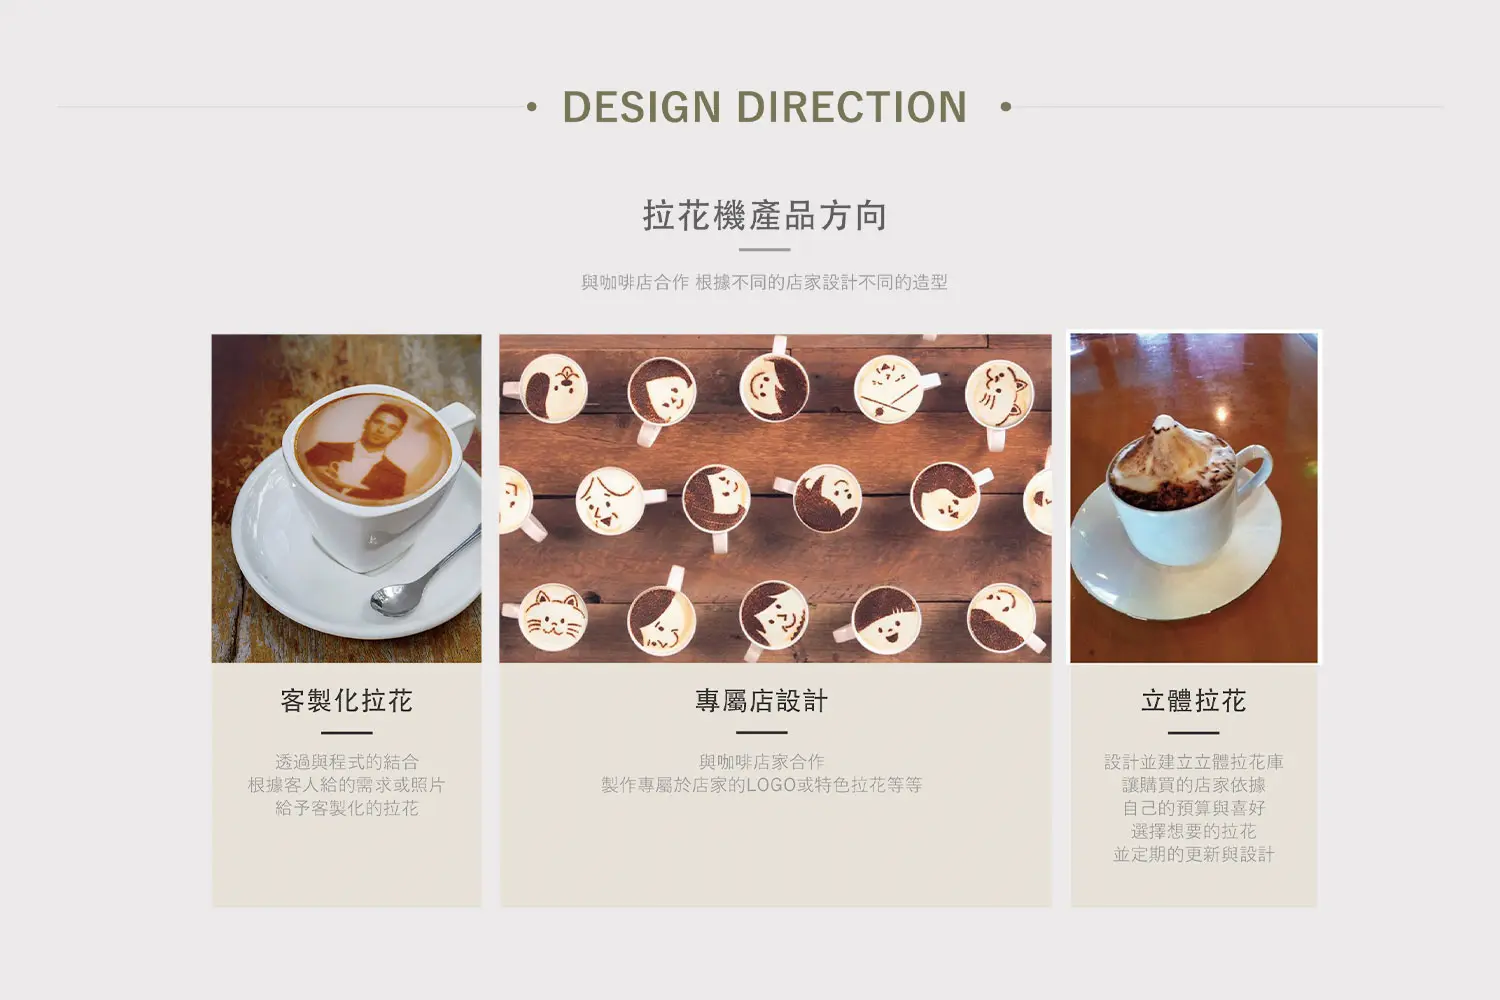 DESIGN DIRECTION
拉花機產品方向
與咖啡店合作 根據不同的店家設計不同的造型
客製化拉花
透過與程式的結合
根據客人給的需求或照片
給予客製化的拉花
專屬店設計
與咖啡店家合作
製作專屬於店家的LOGO或特色拉花等等
立體拉花
設計並建立立體拉花庫
讓購買的店家依據
自己的預算與喜好
選擇想要的拉花
並定期的更新與設計